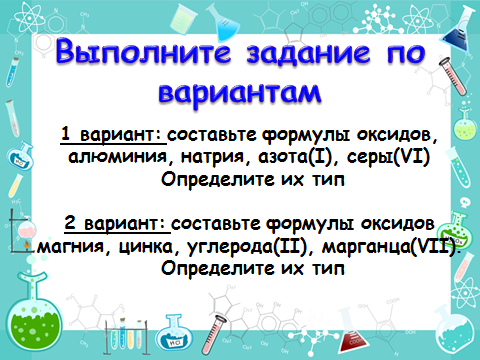 Выполните задание по
вариантам
1 вариант: составьте формулы оксидов,
алюминия, натрия, азота(I), серы(VI)
Определите их тип
2 вариант: составьте формулы оксидов
магния, цинка, углерода(II), марганца(VII).
Определите их тип